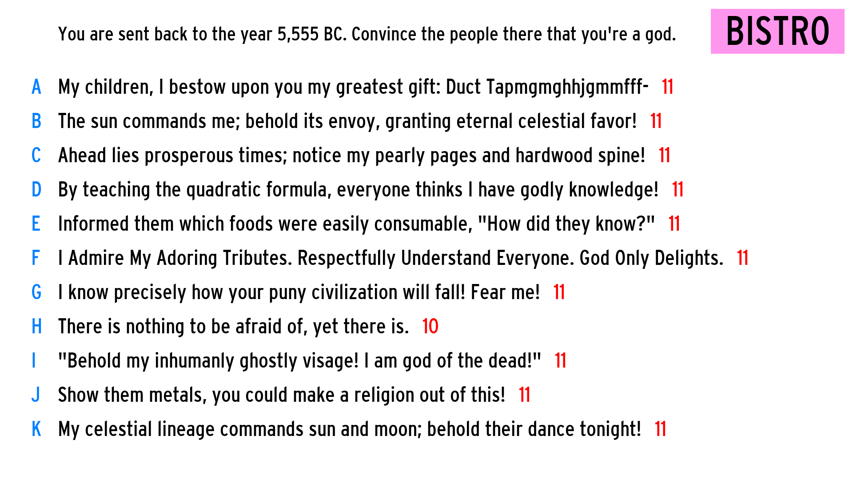 You are sent back to the year 5,555 BC. Convince the people there that you're a god.
BISTRO
A My children, I bestow upon you my greatest gift: Duct Tapmgmghhjgmmfff- 11
B The sun commands me; behold its envoy, granting eternal celestial favor! 11
C Ahead lies prosperous times; notice my pearly pages and hardwood spine! 11
D By teaching the quadratic formula, everyone thinks I have godly knowledge! 11
E Informed them which foods were easily consumable, "How did they know?" 11
F I Admire My Adoring Tributes. Respectfully Understand Everyone. God Only Delights. 11
G I know precisely how your puny civilization will fall! Fear me! 11
H There is nothing to be afraid of, yet there is. 10
I "Behold my inhumanly ghostly visage! I am god of the dead!" 11
J Show them metals, you could make a religion out of this! 11
K My celestial lineage commands sun and moon; behold their dance tonight! 11